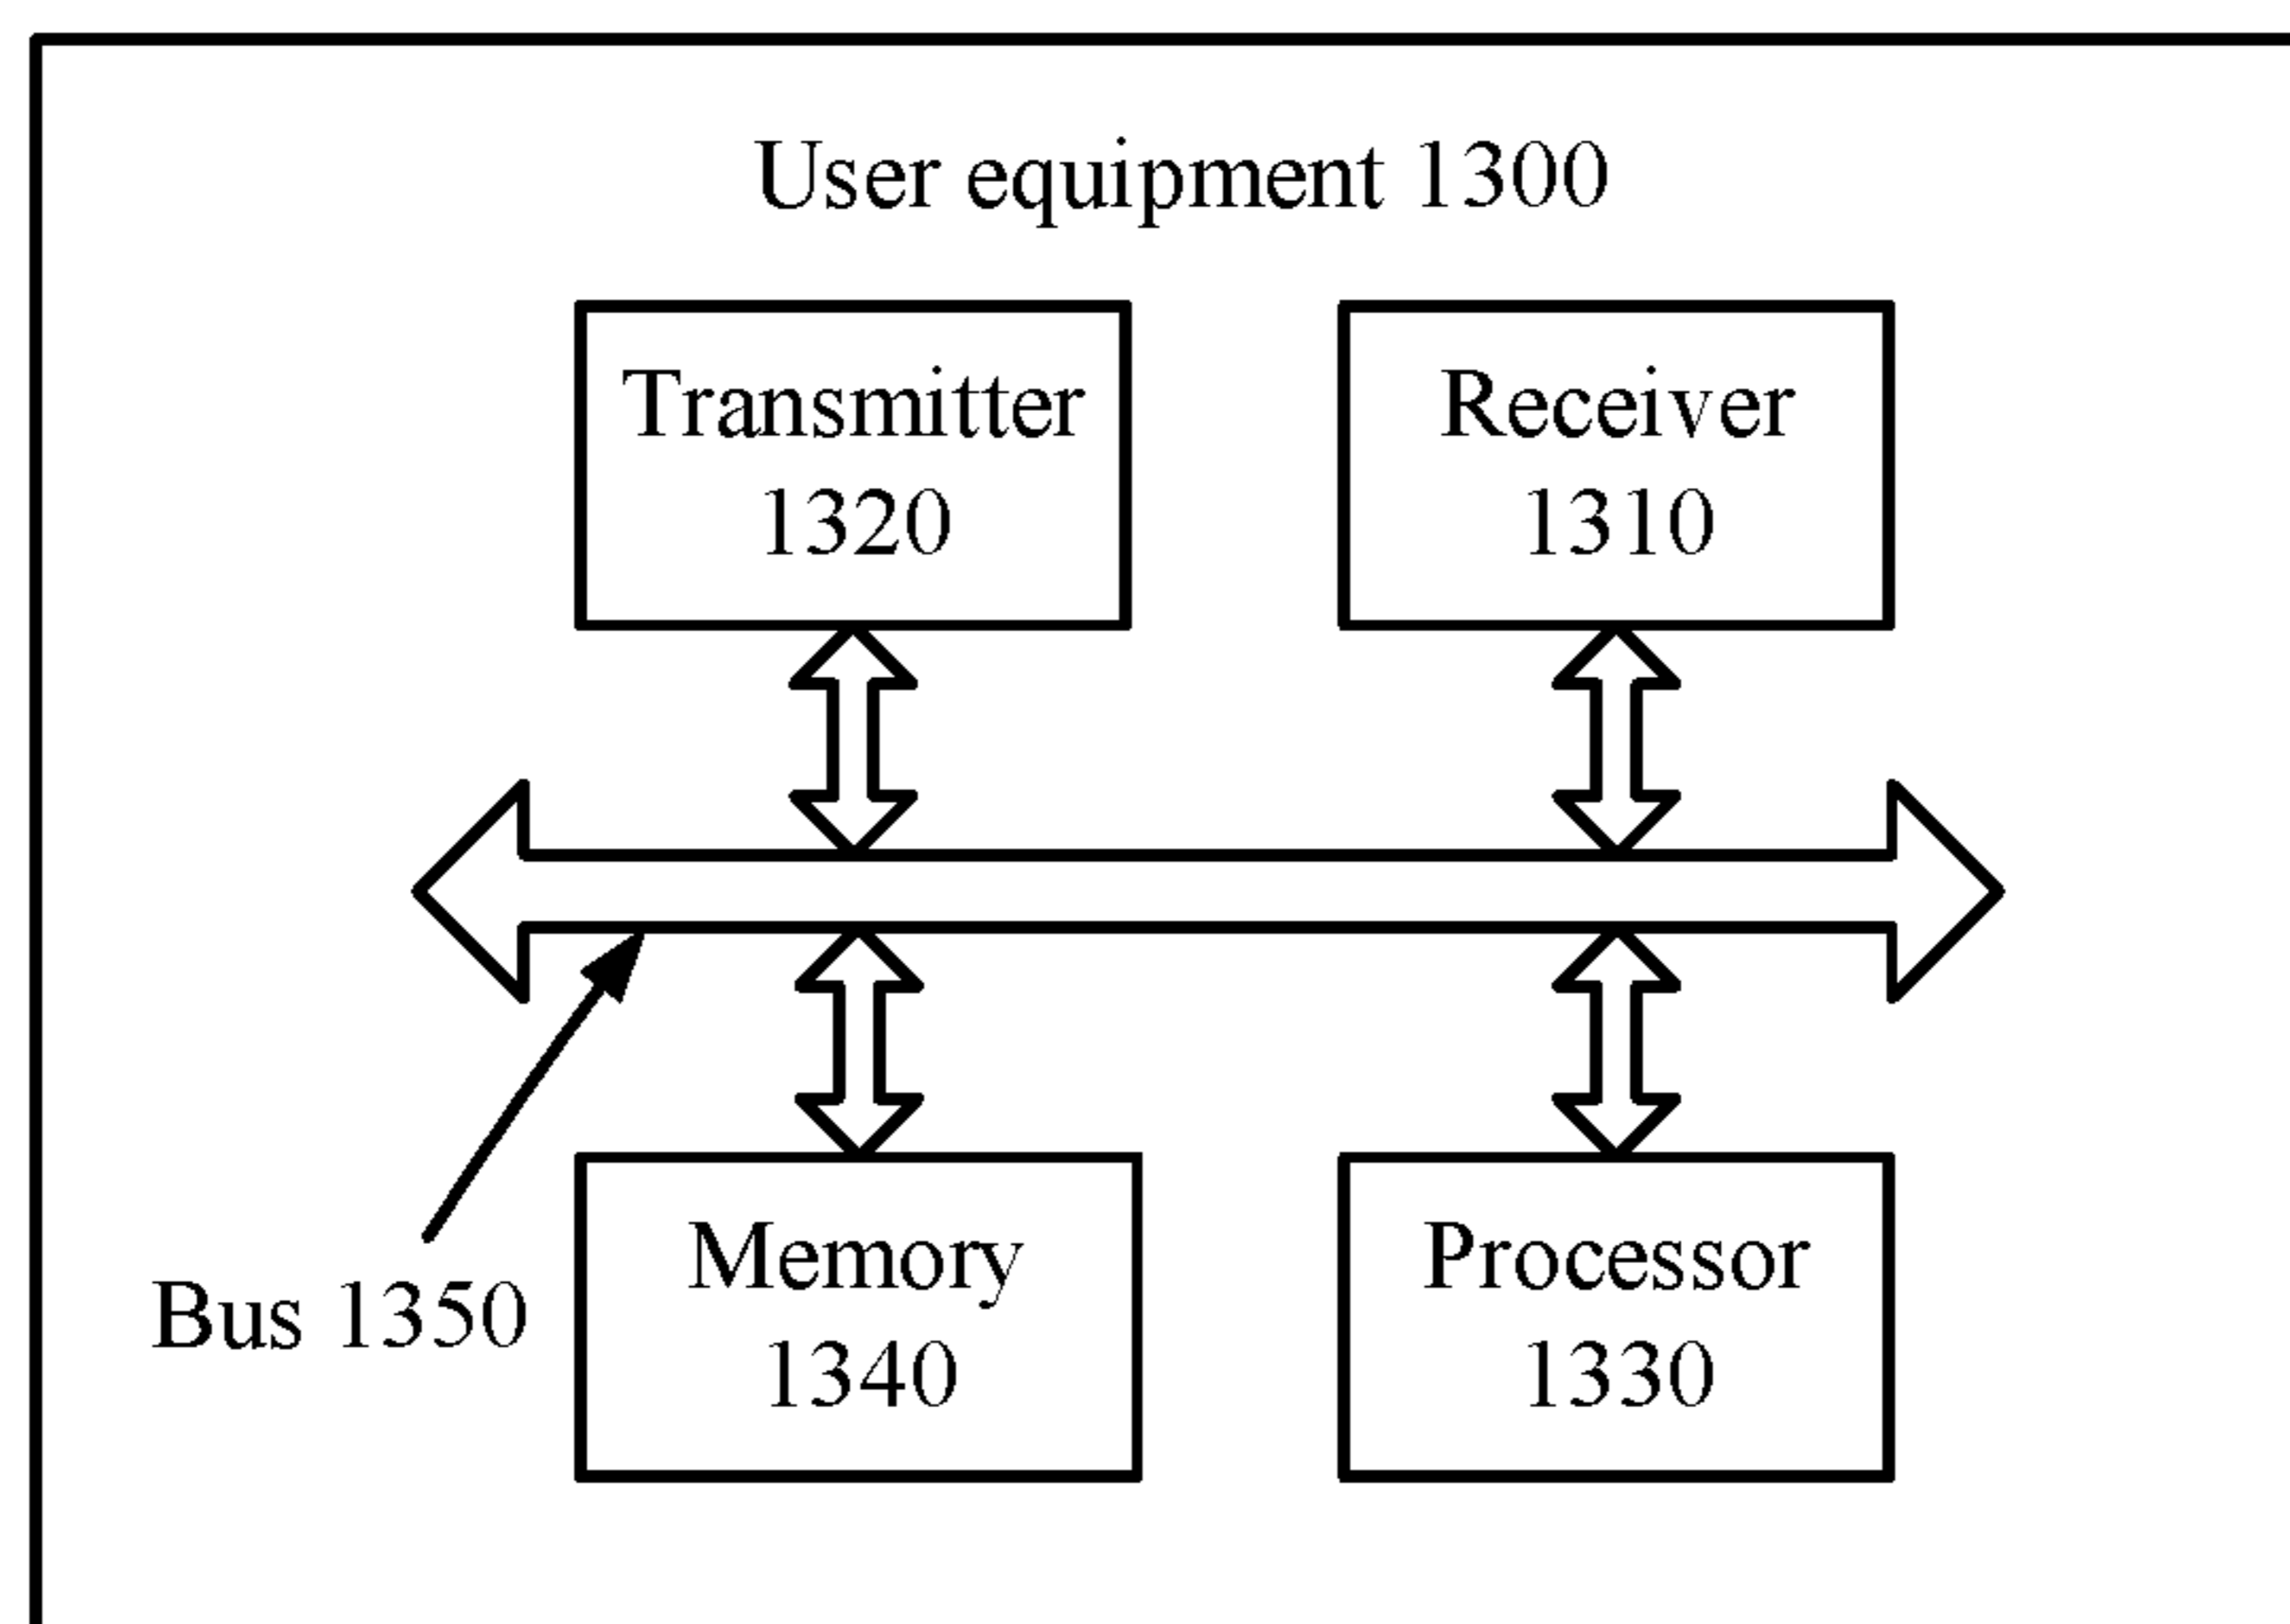 User equipment 1300
Transmitter
1320
Receiver
1310
Bus 1350
Memory
1340
Processor
1330